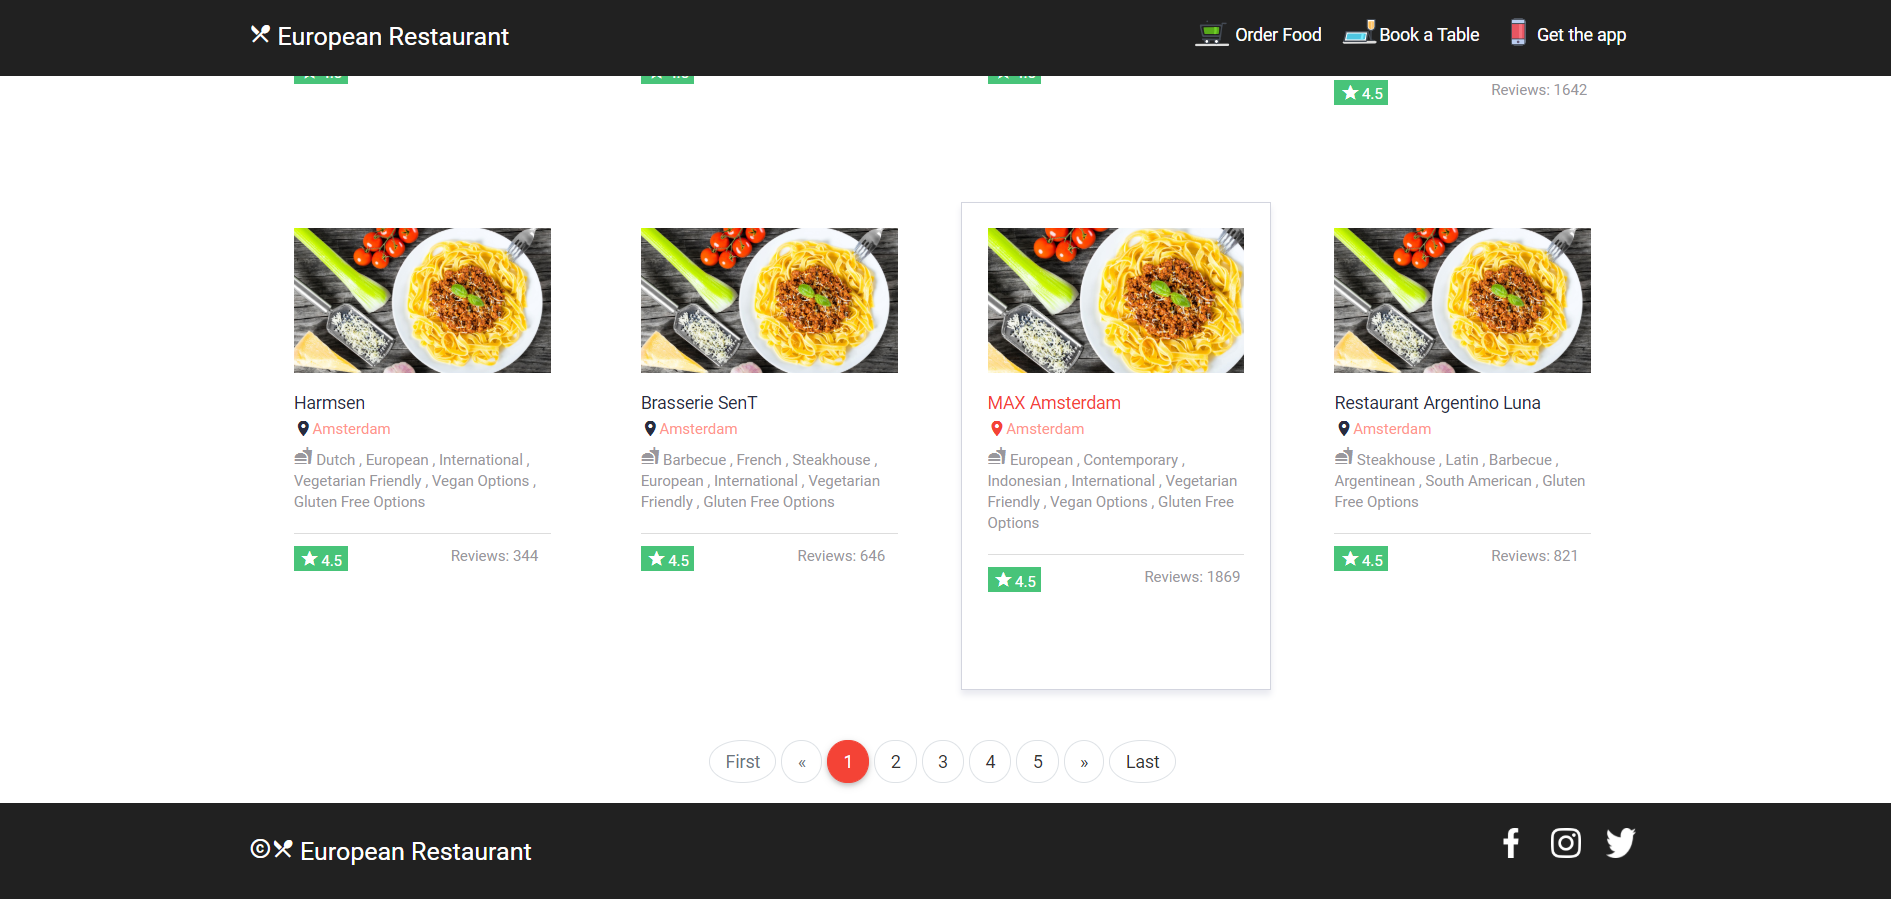 European Restaurant
Order Food Book a Table Get the app
4.5 Reviews: 1642
Harmsen
Amsterdam
Dutch , European , International ,
Vegetarian Friendly , Vegan Options ,
Gluten Free Options
4.5 Reviews: 344
Brasserie SenT
Amsterdam
Barbecue , French , Steakhouse ,
European , International , Vegetarian
Friendly , Gluten Free Options
4.5 Reviews: 646
MAX Amsterdam
Amsterdam
European , Contemporary ,
Indonesian , International , Vegetarian
Friendly , Vegan Options , Gluten Free
Options
4.5 Reviews: 1869
Restaurant Argentino Luna
Amsterdam
Steakhouse , Latin , Barbecue ,
Argentinean , South American , Gluten
Free Options
4.5 Reviews: 821
First « 1 2 3 4 5 » Last
© European Restaurant